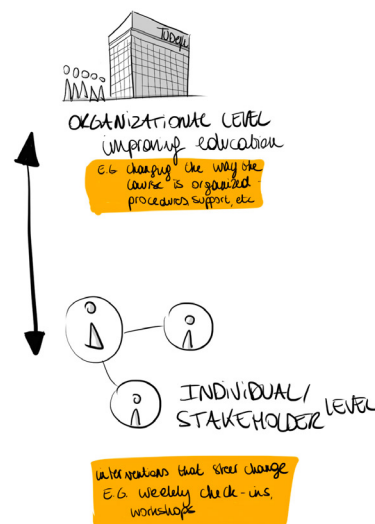 TUDelft
ORGANIZATIONAL LEVEL
improving education
E.G changing the way the
course is organized -
procedures, support, etc
INDIVIDUAL/
STAKEHOLDER LEVEL
interventions that steer change
E.G. weekly check-ins,
workshops